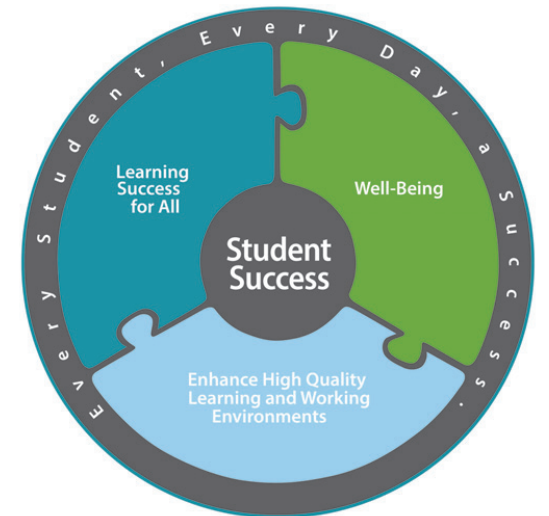 Every Student, Every Day, a Success.
Learning
Success
for All
Well-Being
Student
Success
Enhance High Quality
Learning and Working
Environments